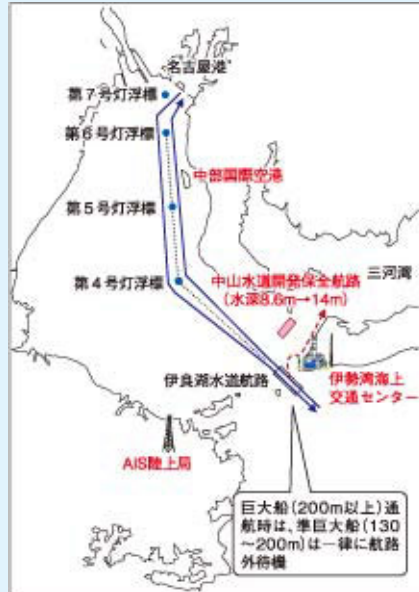 名古屋港
第7号灯浮標
第6号灯浮標
中部国際空港
第5号灯浮標
三河湾
第4号灯浮標
中山水道開発保全航路
(水深8.6m→14m)
伊良湖水道航路
伊勢湾海上
交通センター
AIS陸上局
巨大船(200m以上)通
航時は、準巨大船(130
～200m)は一律に航路
外待機